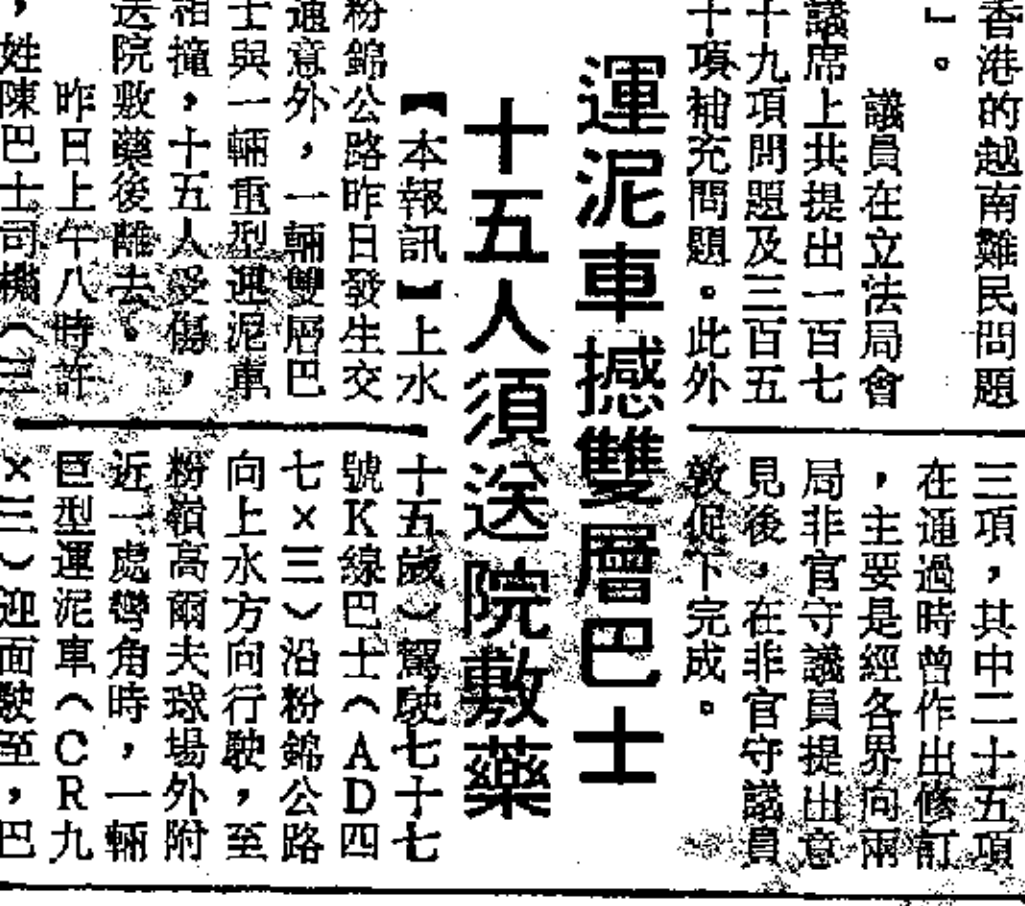 香港的越南難民問題
」。
議員在立法局會
議席上共提出一百七
十九項問題及三百五
十項補充問題。此外
三項，其中二十五項
在通過時曾作出修訂
，主要是經各界向兩
局非官守議員提出意
見後，在非官守議員
敦促下完成。
運泥車撼雙層巴士
十五人須送院敷藥
【本報訊】上水
粉錦公路昨日發生交
通意外，一輛雙層巴
士與一輛重型運泥車
相撞，十五人受傷，
送院敷藥後離去。
昨日上午八時許
，姓陳巴士司機（三
十五歲）駕駛七十七
號K線巴士（AD四
七×三）沿粉錦公路
向上水方向行駛，至
粉嶺高爾夫球場外附
近一處彎角時，一輛
巨型運泥車（CR九
×三）迎面駛至，巴